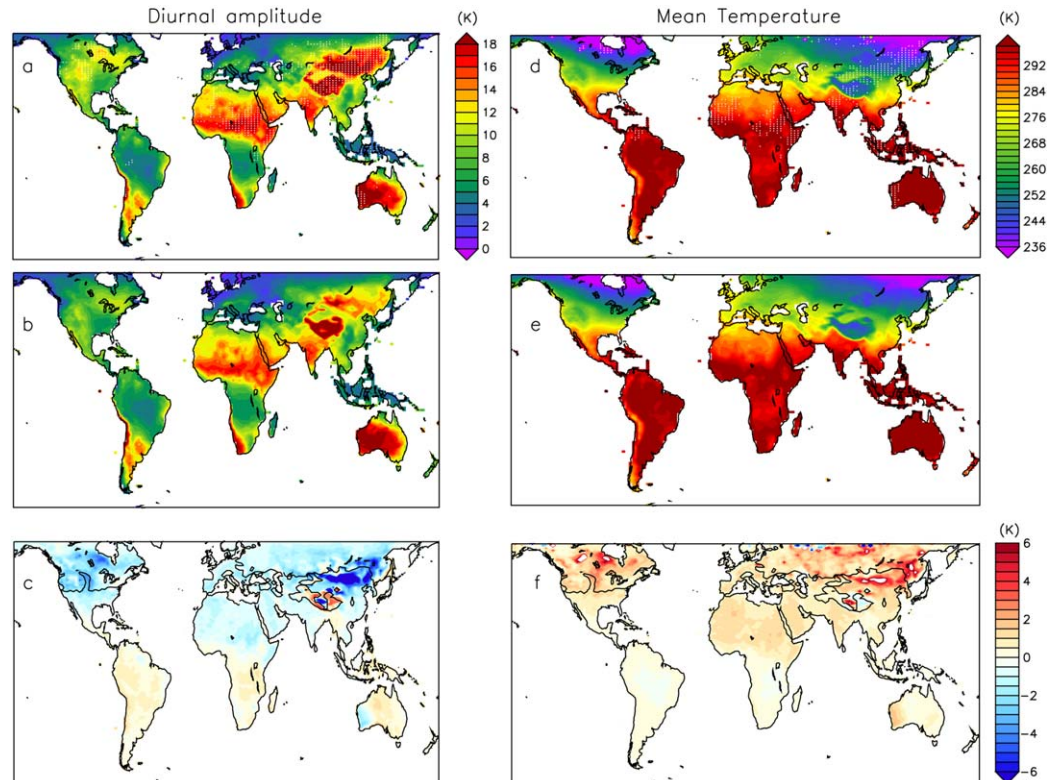 Diurnal amplitude
Mean Temperature
(K)
(K)
a
18
16
14
12
10
8
6
4
2
0
d
292
284
276
268
260
252
244
236
b
e
c
f
(K)
6
4
2
0
−2
−4
−6